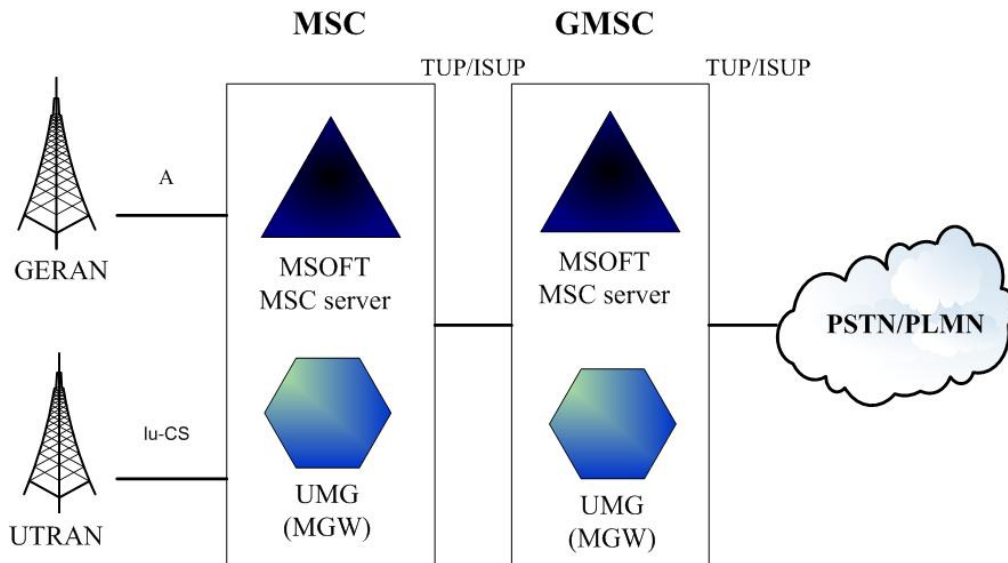 MSC
GMSC
TUP/ISUP
TUP/ISUP
A
GERAN
MSOFT
MSC server
MSOFT
MSC server
PSTN/PLMN
Iu-CS
UTRAN
UMG
(MGW)
UMG
(MGW)